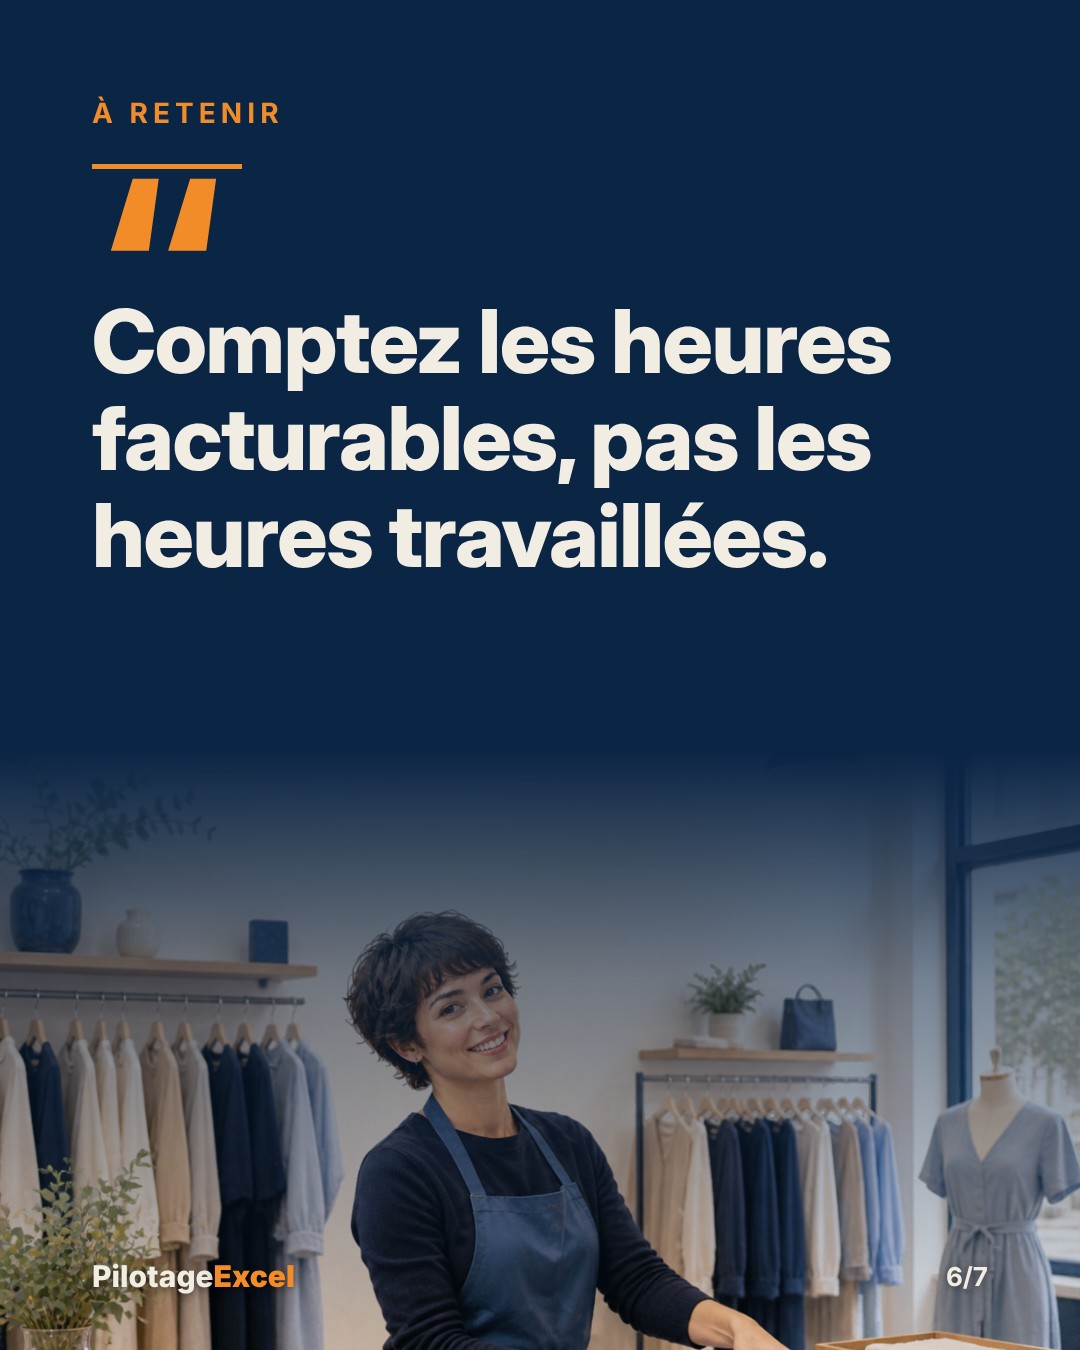 À RETENIR
"
Comptez les heures
facturables, pas les
heures travaillées.
PilotageExcel
6/7